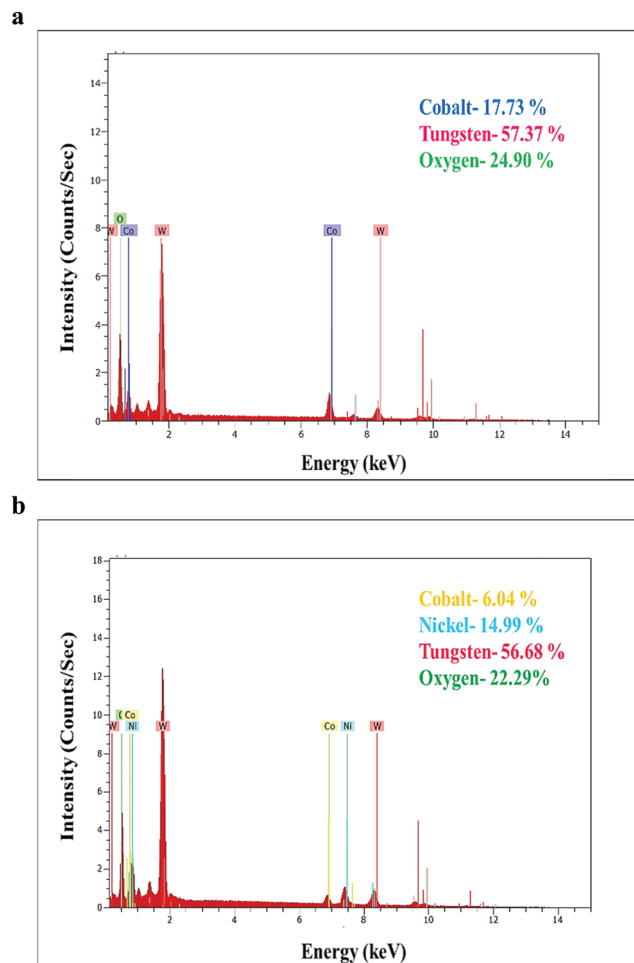 a
Cobalt- 17.73 %
Tungsten- 57.37 %
Oxygen- 24.90 %
Intensity (Counts/Sec)
14
12
10
8
6
4
2
0
O
W Co W Co W
2 4 6 8 10 12 14
Energy (keV)
b
Cobalt- 6.04 %
Nickel- 14.99 %
Tungsten- 56.68 %
Oxygen- 22.29%
Intensity (Counts/Sec)
18
16
14
12
10
8
6
4
2
0
Co
W Ni W Co Ni W
2 4 6 8 10 12 14
Energy (keV)